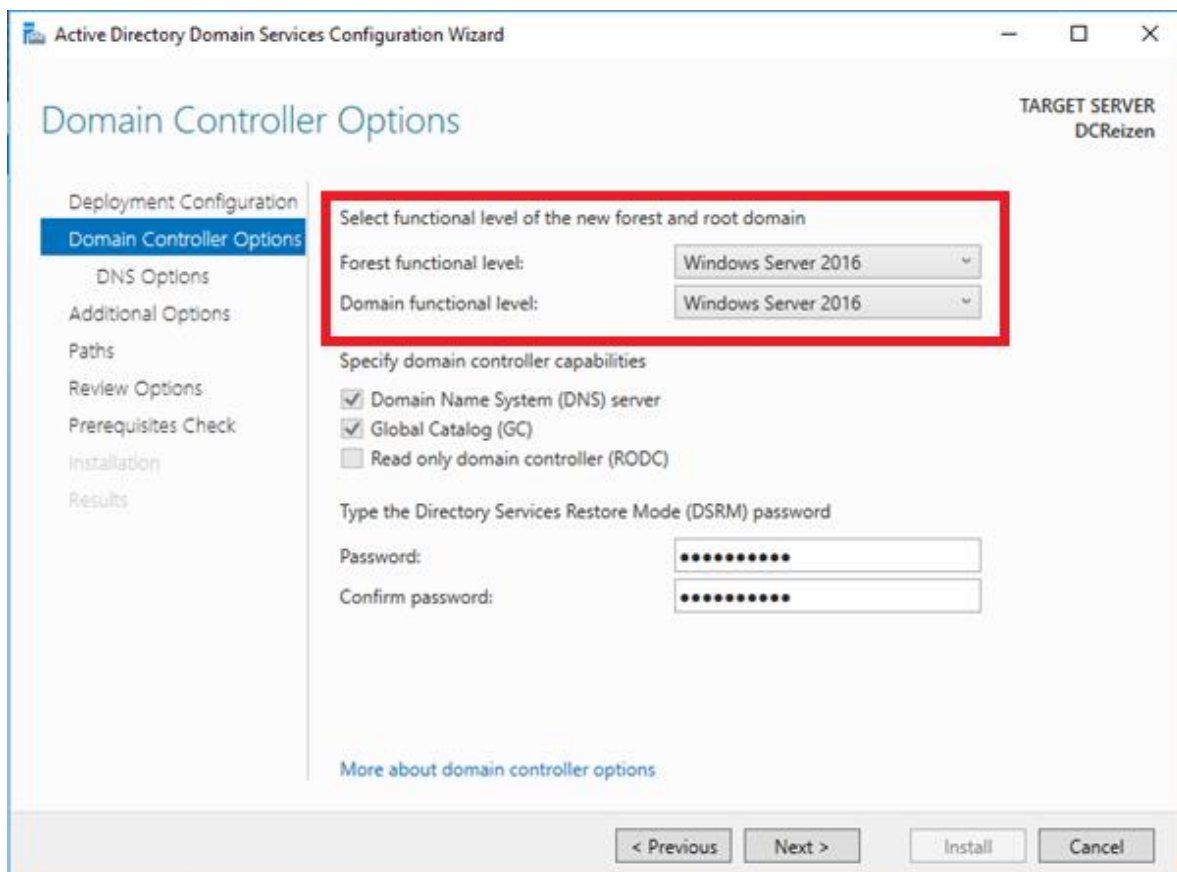 Active Directory Domain Services Configuration Wizard
Domain Controller Options
TARGET SERVER
DCReizen
Deployment Configuration
Domain Controller Options
DNS Options
Additional Options
Paths
Review Options
Prerequisites Check
Installation
Results
Select functional level of the new forest and root domain
Forest functional level: Windows Server 2016
Domain functional level: Windows Server 2016
Specify domain controller capabilities
Domain Name System (DNS) server
Global Catalog (GC)
Read only domain controller (RODC)
Type the Directory Services Restore Mode (DSRM) password
Password: ••••••••••
Confirm password: ••••••••••
More about domain controller options
< Previous Next > Install Cancel